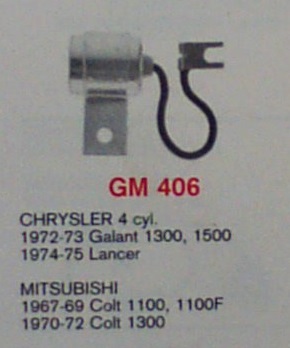 GM 406
CHRYSLER 4 cyl.
1972-73 Galant 1300, 1500
1974-75 Lancer
MITSUBISHI
1967-69 Colt 1100, 1100F
1970-72 Colt 1300